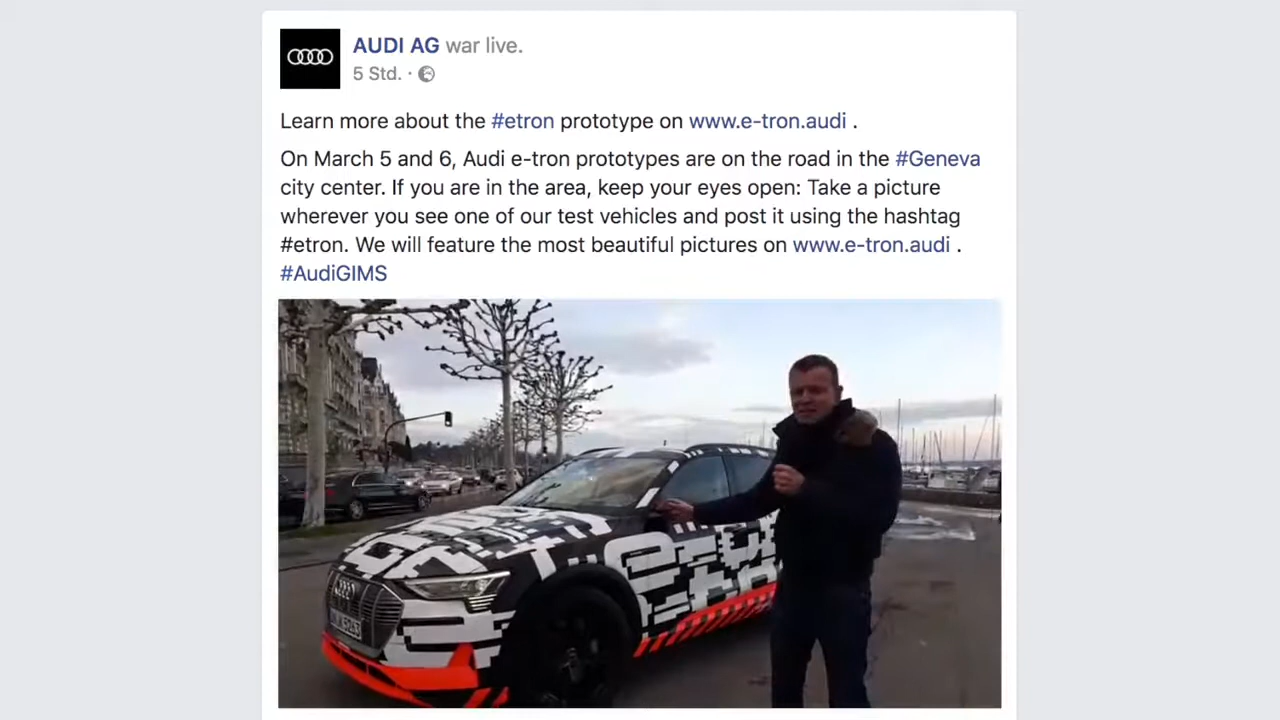 AUDI AG war live.
5 Std. ·
Learn more about the #etron prototype on www.e-tron.audi .
On March 5 and 6, Audi e-tron prototypes are on the road in the #Geneva
city center. If you are in the area, keep your eyes open: Take a picture
wherever you see one of our test vehicles and post it using the hashtag
#etron. We will feature the most beautiful pictures on www.e-tron.audi .
#AudiGIMS